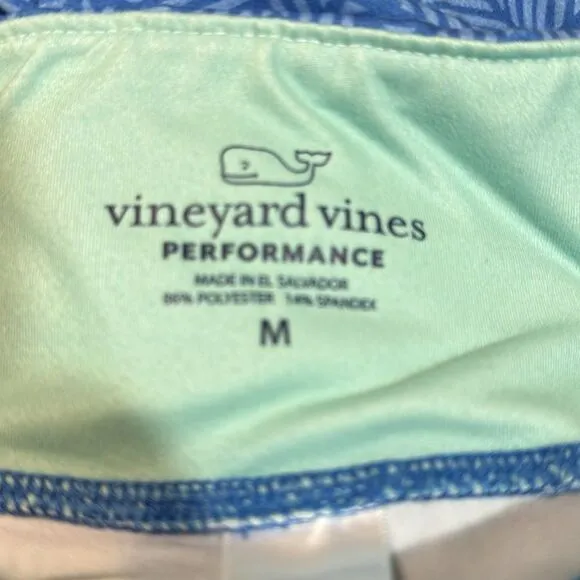 vineyard vines
PERFORMANCE
MADE IN EL SALVADOR
86% POLYESTER 14% SPANDEX
M